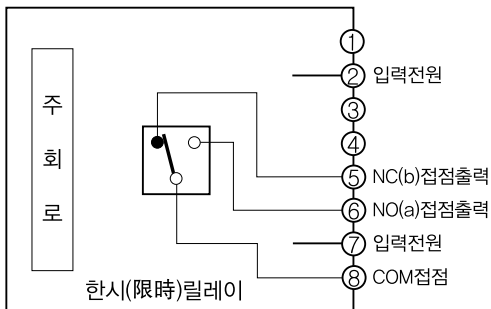 주
회
로
①
② 입력전원
③
④
⑤ NC(b)접점출력
⑥ NO(a)접점출력
⑦ 입력전원
⑧ COM접점
한시(限時)릴레이